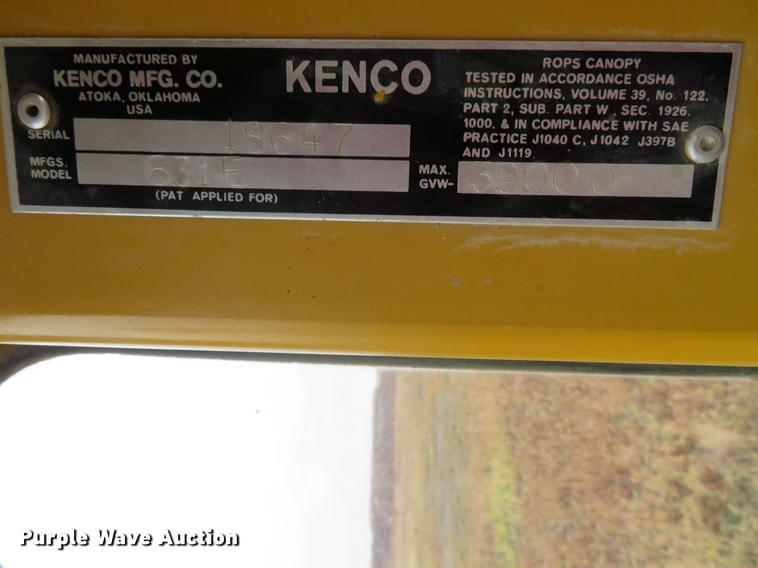 MANUFACTURED BY
KENCO MFG. CO.
ATOKA, OKLAHOMA
USA
KENCO
SERIAL 18647
MFGS. MODEL 631E
(PAT APPLIED FOR)
ROPS CANOPY
TESTED IN ACCORDANCE OSHA
INSTRUCTIONS, VOLUME 39, No. 122.
PART 2, SUB. PART W, SEC. 1926.
1000. & IN COMPLIANCE WITH SAE
PRACTICE J1040 C, J1042 J397B
AND J1119.
MAX. GVW- 39000
Purple Wave Auction